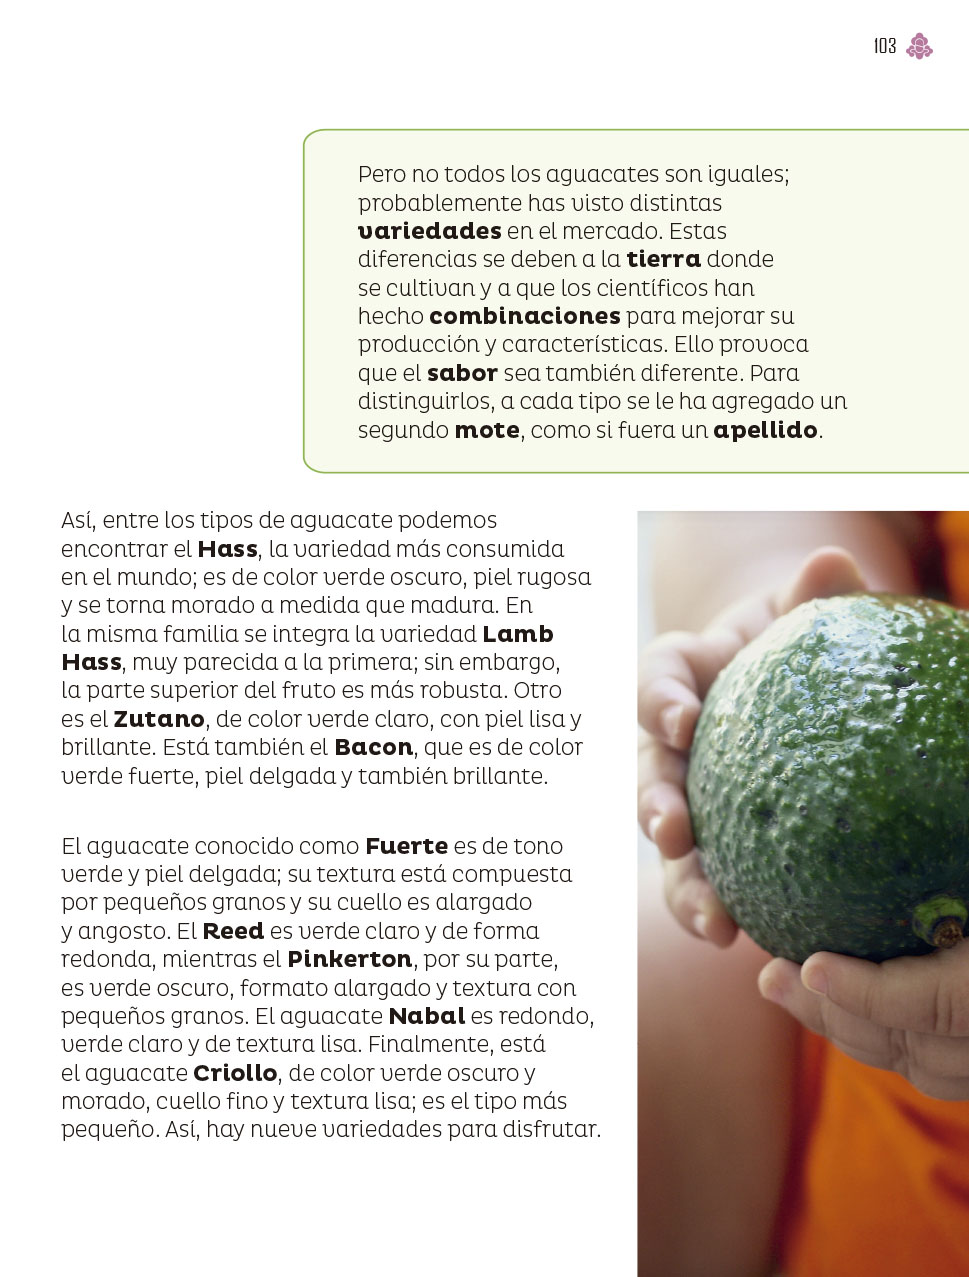 103
Pero no todos los aguacates son iguales;
probablemente has visto distintas
variedades en el mercado. Estas
diferencias se deben a la tierra donde
se cultivan y a que los científicos han
hecho combinaciones para mejorar su
producción y características. Ello provoca
que el sabor sea también diferente. Para
distinguirlos, a cada tipo se le ha agregado un
segundo mote, como si fuera un apellido.
Así, entre los tipos de aguacate podemos
encontrar el Hass, la variedad más consumida
en el mundo; es de color verde oscuro, piel rugosa
y se torna morado a medida que madura. En
la misma familia se integra la variedad Lamb
Hass, muy parecida a la primera; sin embargo,
la parte superior del fruto es más robusta. Otro
es el Zutano, de color verde claro, con piel lisa y
brillante. Está también el Bacon, que es de color
verde fuerte, piel delgada y también brillante.
El aguacate conocido como Fuerte es de tono
verde y piel delgada; su textura está compuesta
por pequeños granos y su cuello es alargado
y angosto. El Reed es verde claro y de forma
redonda, mientras el Pinkerton, por su parte,
es verde oscuro, formato alargado y textura con
pequeños granos. El aguacate Nabal es redondo,
verde claro y de textura lisa. Finalmente, está
el aguacate Criollo, de color verde oscuro y
morado, cuello fino y textura lisa; es el tipo más
pequeño. Así, hay nueve variedades para disfrutar.